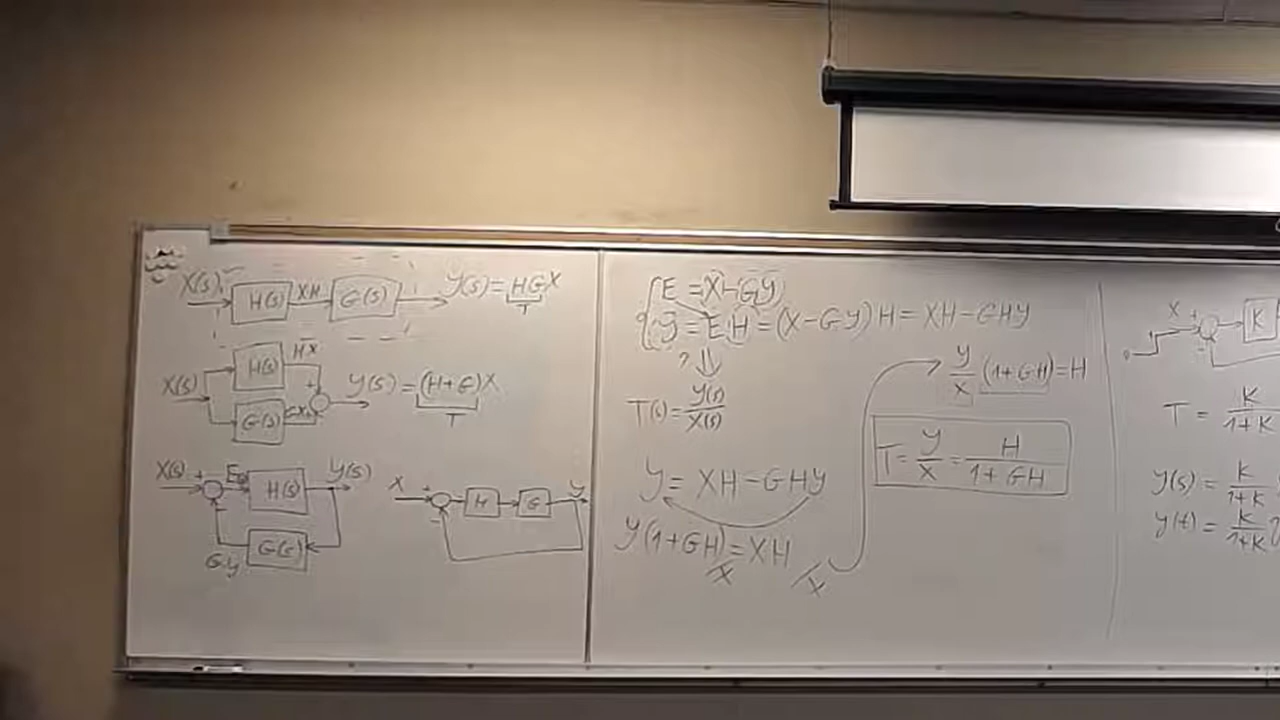 X(s) H(s) XH G(s) Y(s) = HGX
T
H(s) HX
X(s) + Y(s) = (H+G)X
G(s) GX T
X(s) + E H(s) Y(s)
-
G(s)
GY
X + H G Y
-
E = X - GY
Y = E.H = (X - GY) H = XH - GHY
?
T(s) = Y(s)/X(s)
Y = XH - GHY
Y(1+GH) = XH
/X /X
Y/X (1+GH) = H
T = Y/X = H/(1+GH)
X + K
-
0
T = K/(1+K)
Y(s) = K/(1+K)
y(t) = K/(1+K)